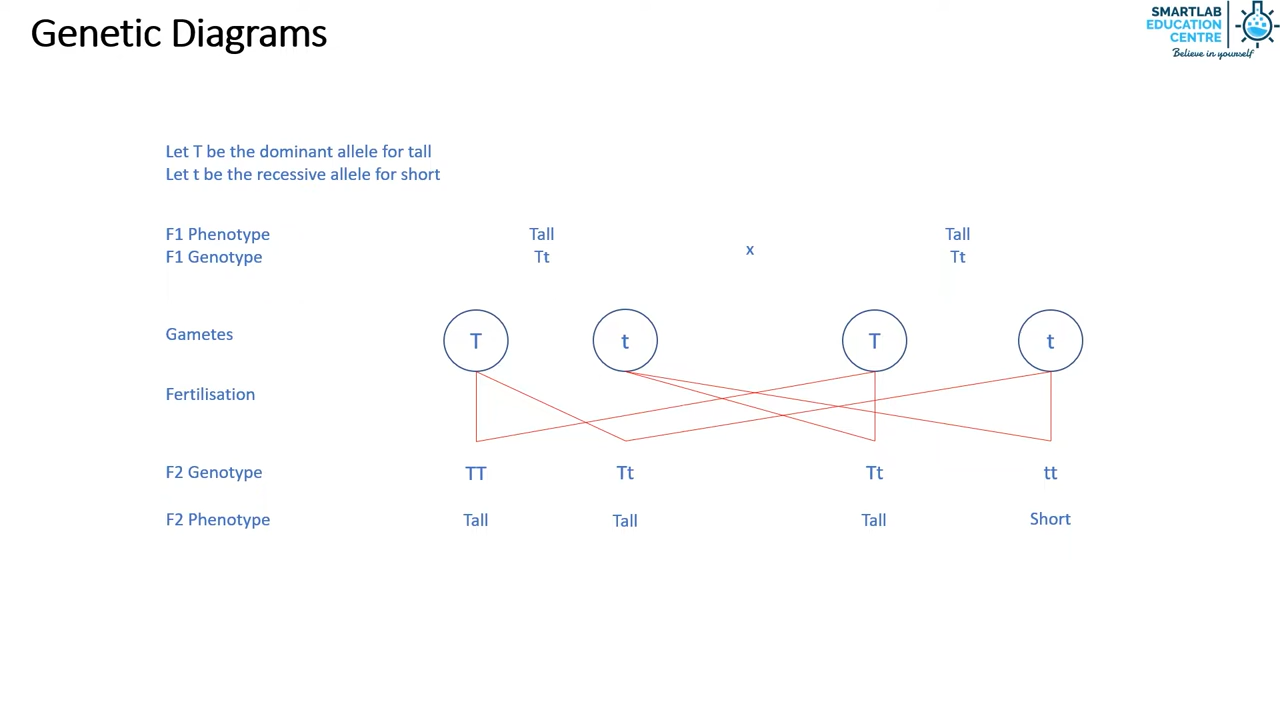 Genetic Diagrams
SMARTLAB
EDUCATION
CENTRE
Believe in yourself
Let T be the dominant allele for tall
Let t be the recessive allele for short
F1 Phenotype Tall Tall
x
F1 Genotype Tt Tt
Gametes T t T t
Fertilisation
F2 Genotype TT Tt Tt tt
F2 Phenotype Tall Tall Tall Short